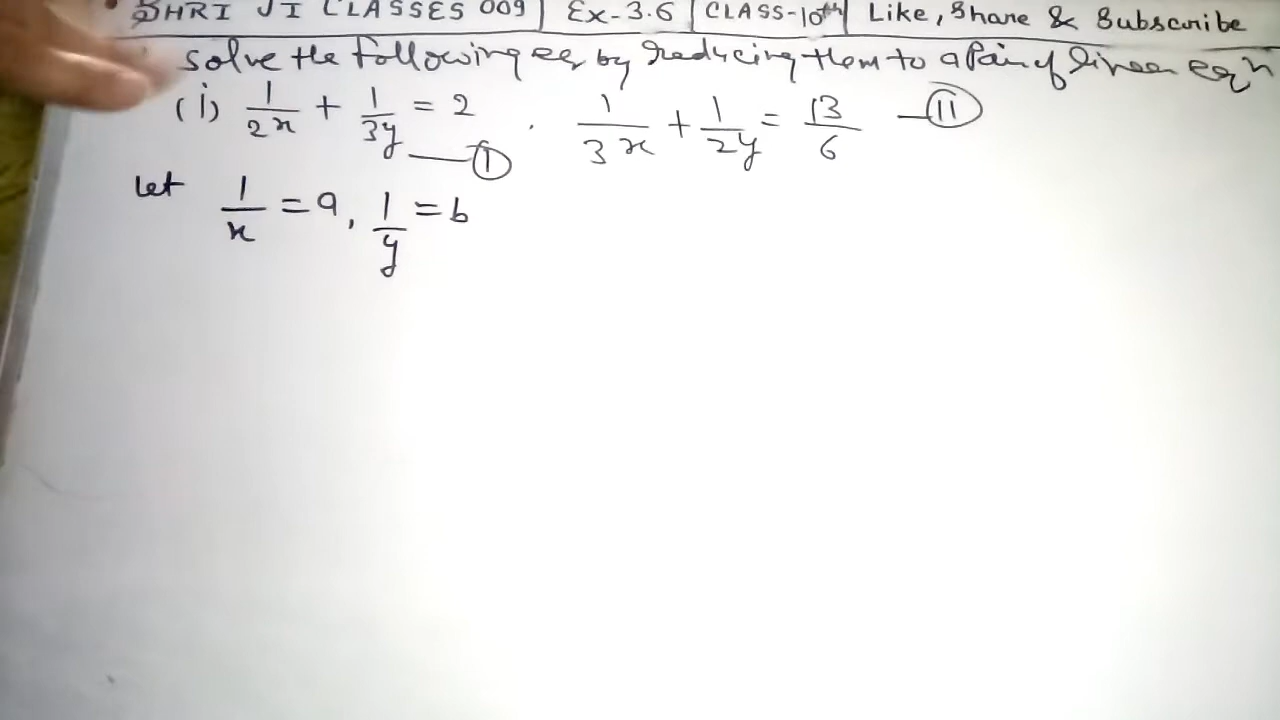 SHRI JI CLASSES 009 | Ex-3.6 | CLASS-10th | Like, Share & Subscribe
solve the following eq by reducing them to a Pair of linear eqn
(i) 1/2x + 1/3y = 2 —(I) . 1/3x + 1/2y = 13/6 —(II)
let 1/x = a, 1/y = b